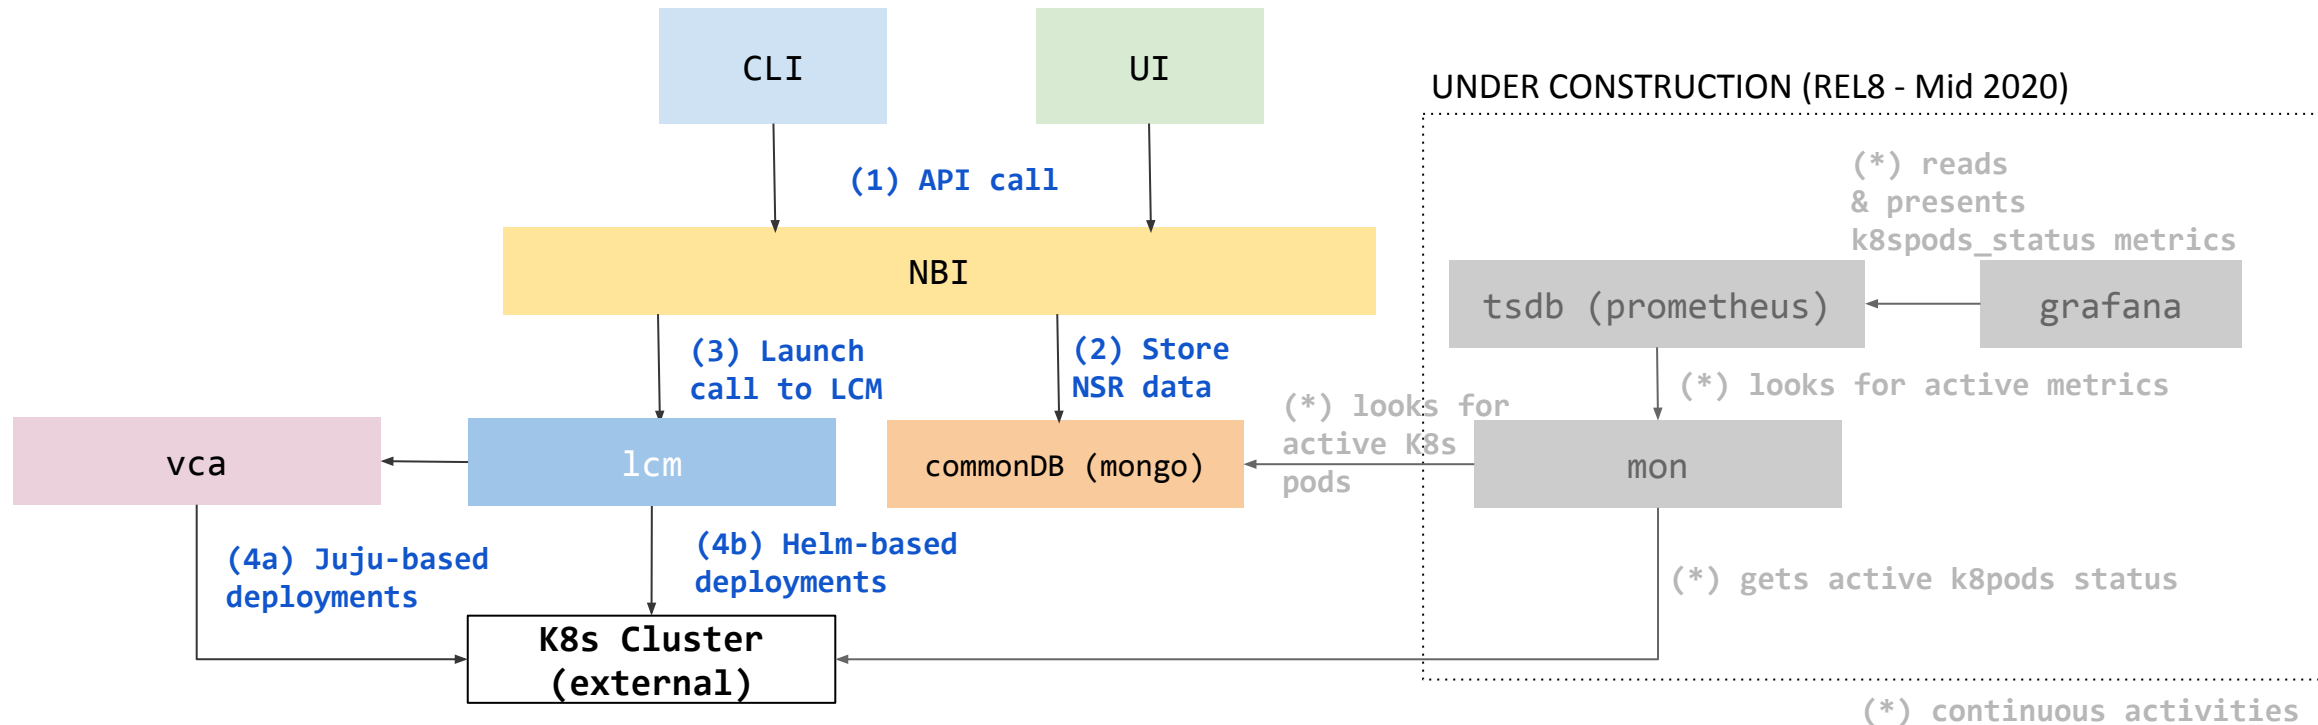 CLI
UI
UNDER CONSTRUCTION (REL8 - Mid 2020)
(1) API call
(*) reads
& presents
k8spods_status metrics
NBI
tsdb (prometheus)
grafana
(3) Launch
call to LCM
(2) Store
NSR data
(*) looks for active metrics
(*) looks for
active K8s
pods
vca
lcm
commonDB (mongo)
mon
(4a) Juju-based
deployments
(4b) Helm-based
deployments
(*) gets active k8pods status
K8s Cluster
(external)
(*) continuous activities